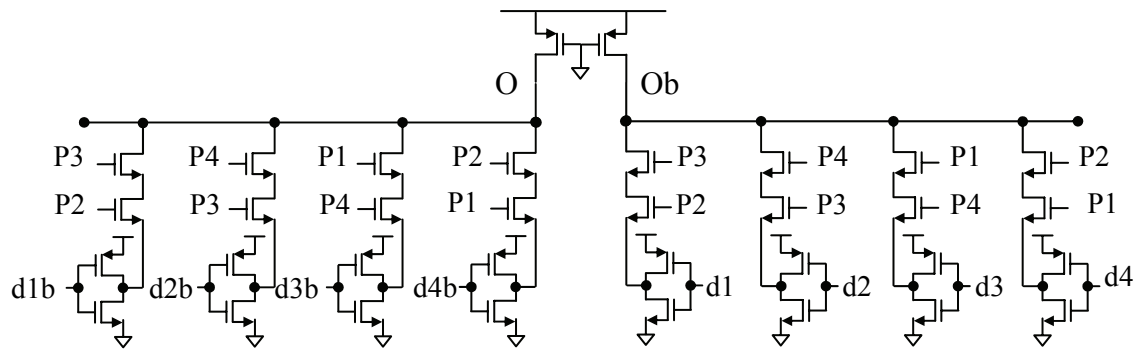 O Ob
P3 P4 P1 P2 P3 P4 P1 P2
P2 P3 P4 P1 P2 P3 P4 P1
d1b d2b d3b d4b d1 d2 d3 d4